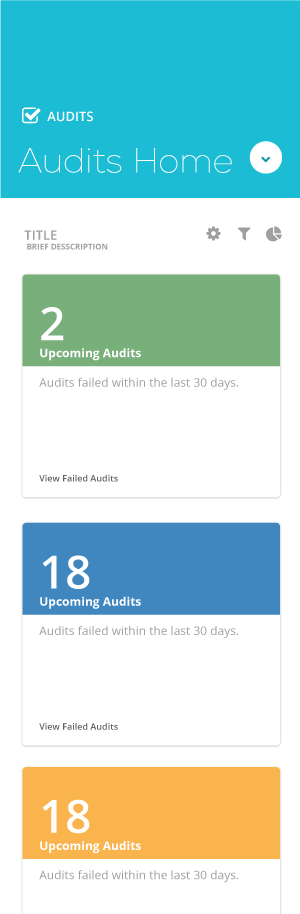 AUDITS
Audits Home
TITLE
BRIEF DESSCRIPTION
2
Upcoming Audits
Audits failed within the last 30 days.
View Failed Audits
18
Upcoming Audits
Audits failed within the last 30 days.
View Failed Audits
18
Upcoming Audits
Audits failed within the last 30 days.